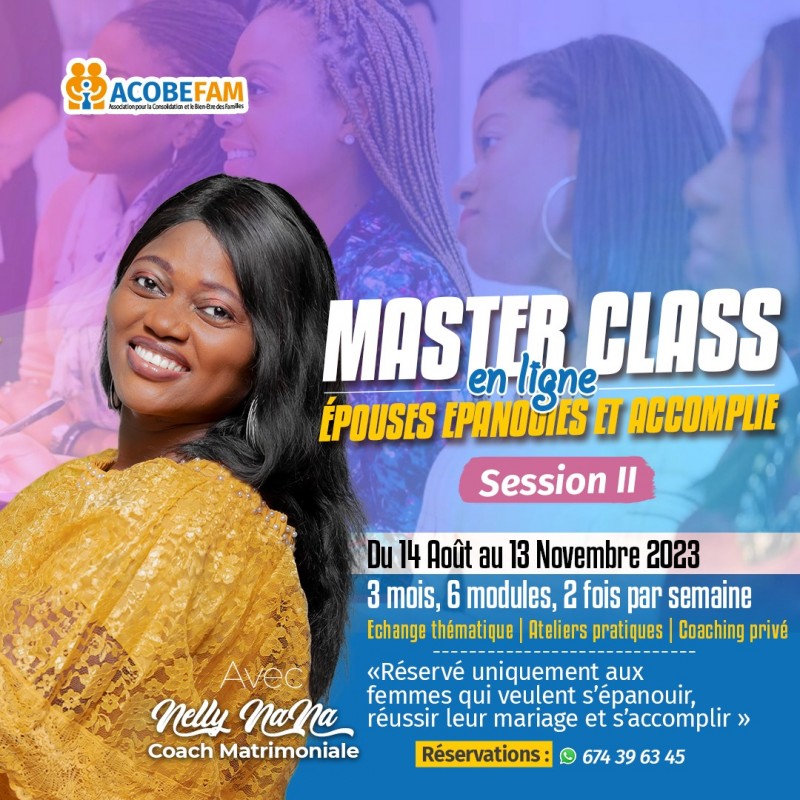 ACOBEFAM
Association pour la Consolidation et le Bien-Etre des Familles
MASTER CLASS
en ligne
ÉPOUSES EPANOUIES ET ACCOMPLIE
Session II
Du 14 Août au 13 Novembre 2023
3 mois, 6 modules, 2 fois par semaine
Echange thématique | Ateliers pratiques | Coaching privé
«Réservé uniquement aux
femmes qui veulent s'épanouir,
réussir leur mariage et s'accomplir »
Avec
Nelly NaNa
Coach Matrimoniale
Réservations : 674 39 63 45